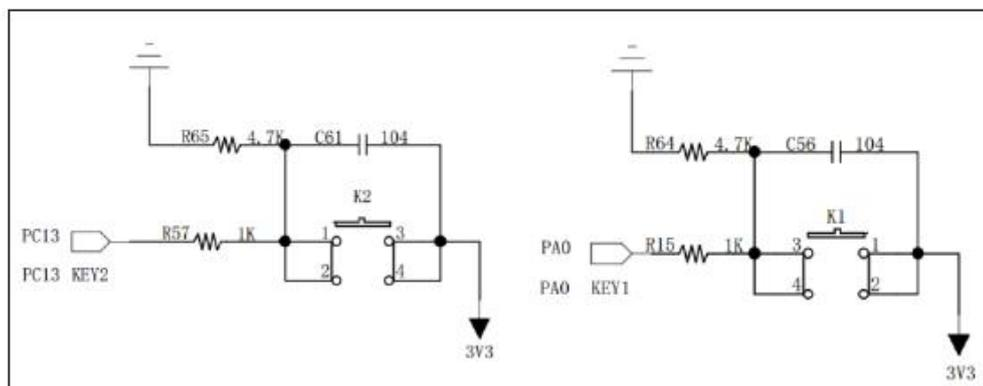 R65 4.7K C61 104
K2
PC13 R57 1K 1 3
PC13 KEY2 2 4
3V3
R64 4.7K C56 104
K1
PA0 R15 1K 3 1
PA0 KEY1 4 2
3V3